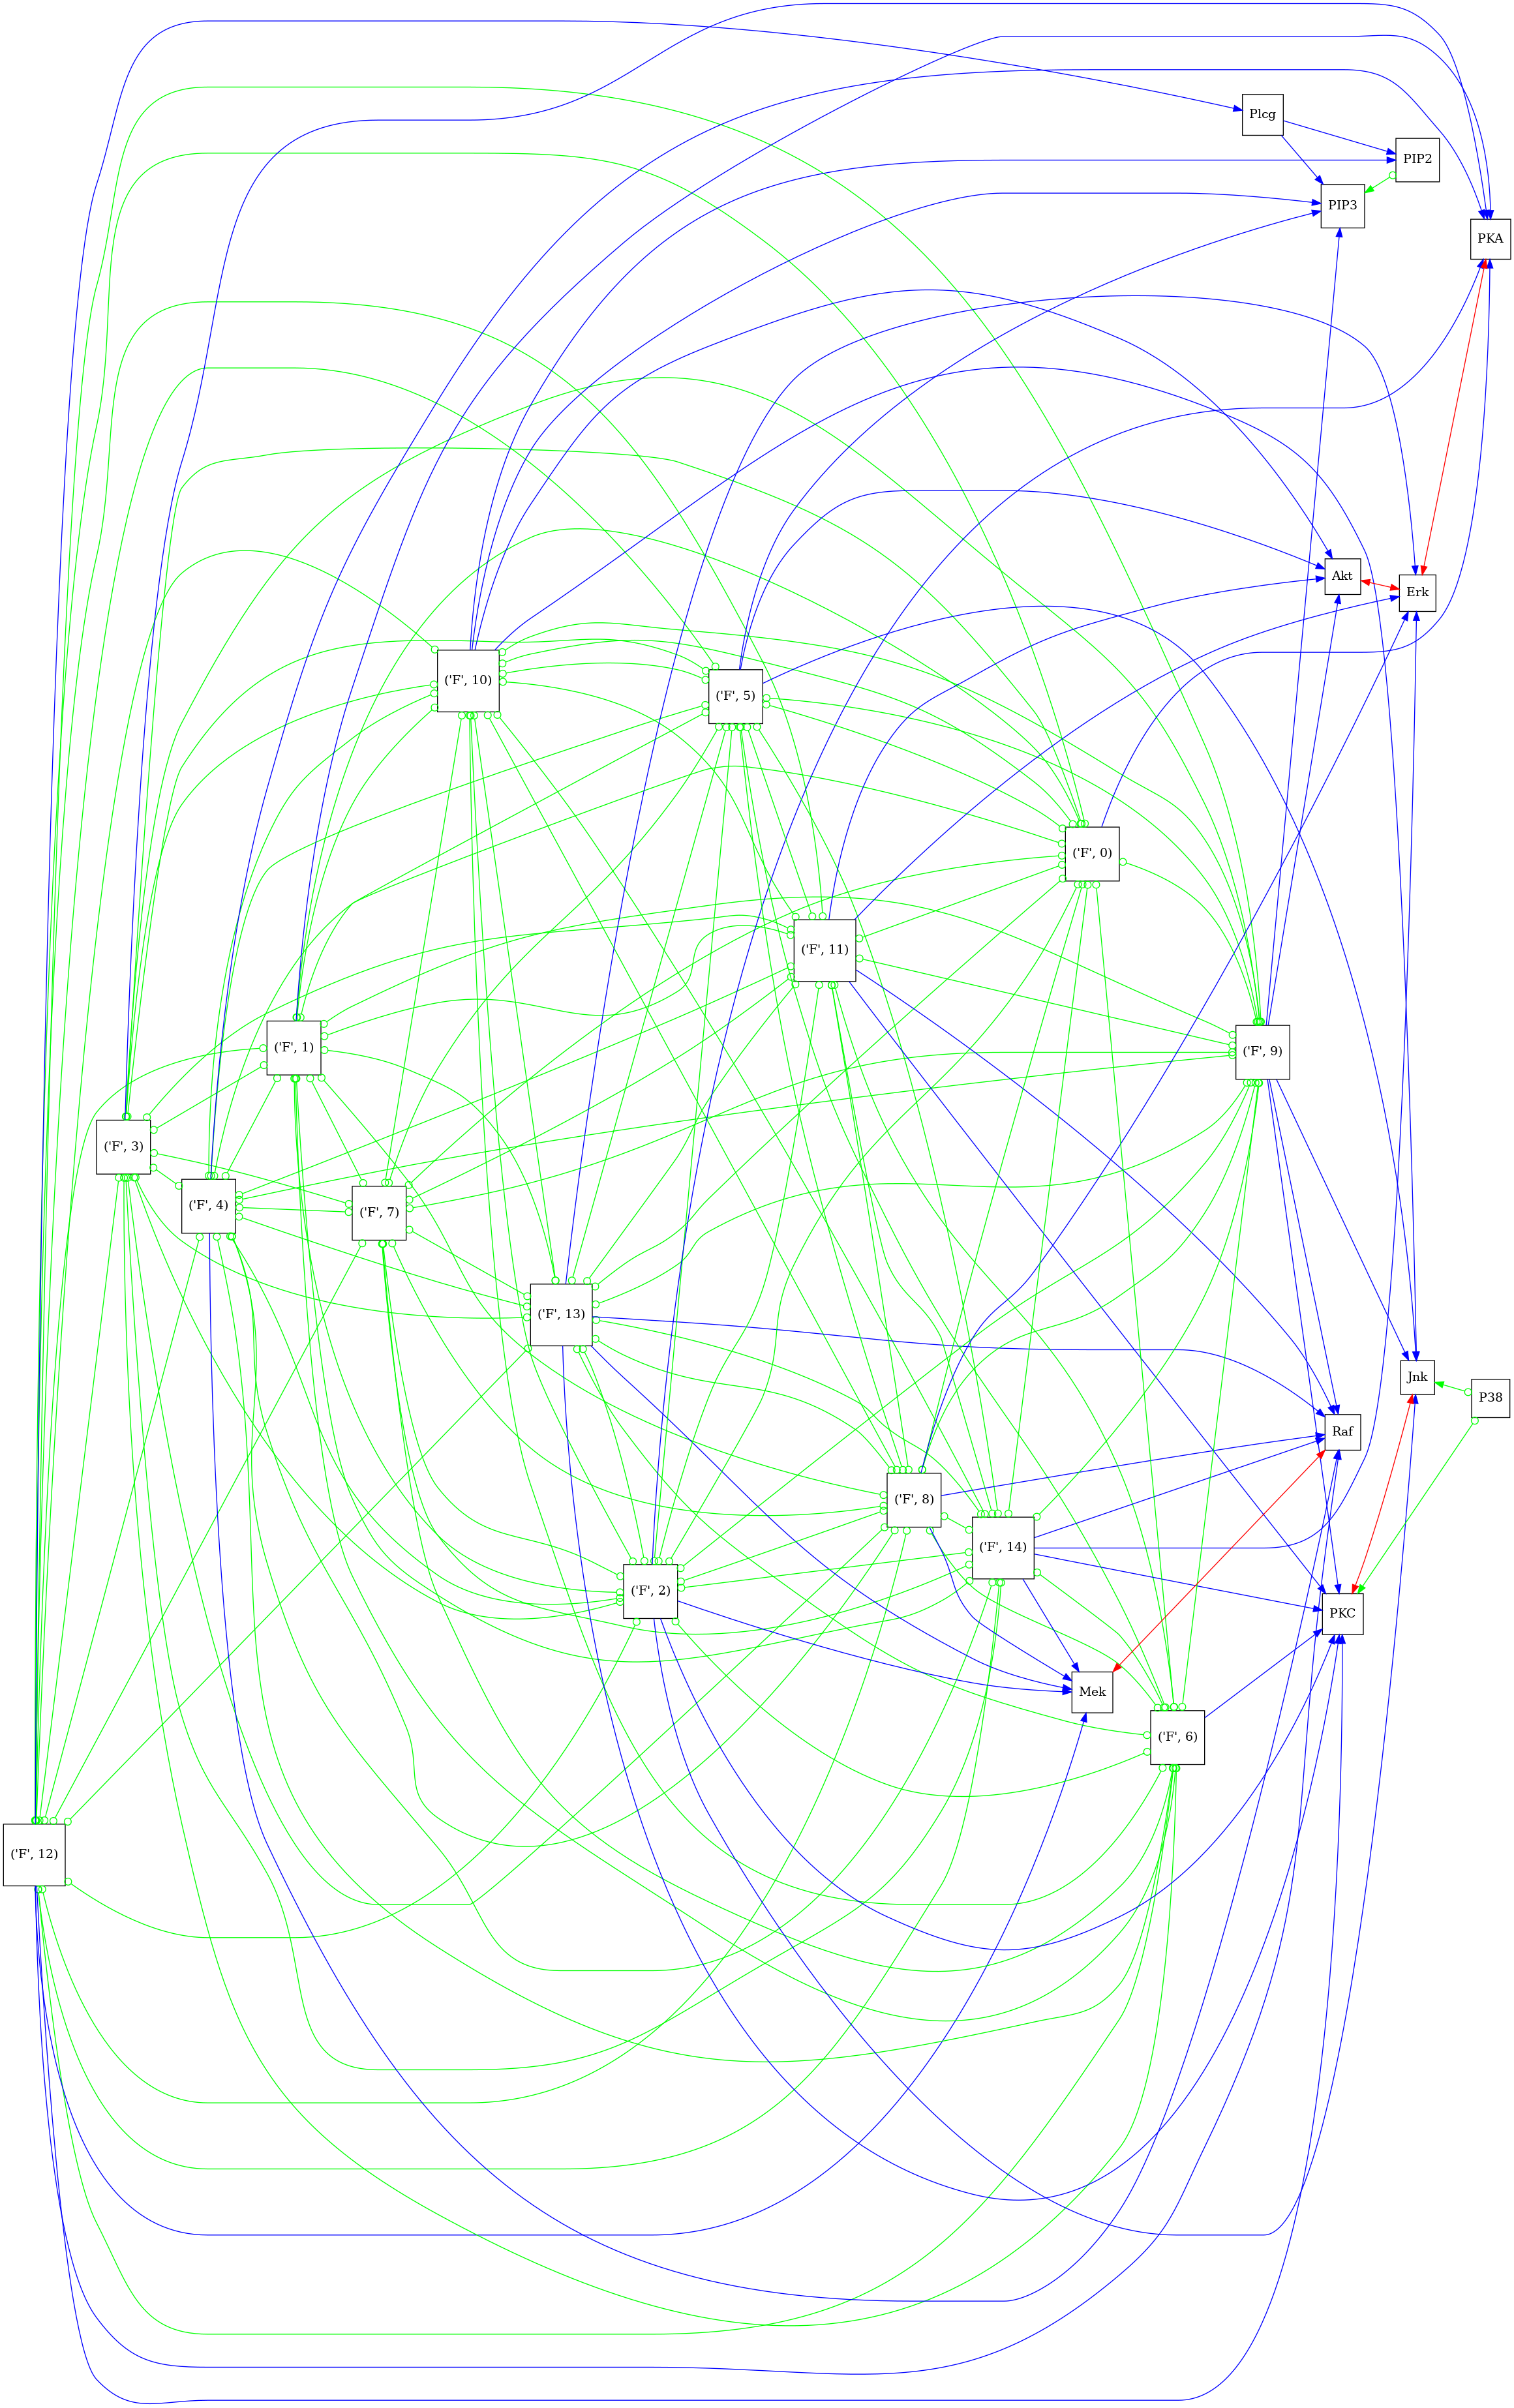 Plcg
PIP2
PIP3
PKA
Akt
Erk
('F', 10)
('F', 5)
('F', 0)
('F', 11)
('F', 1)
('F', 9)
('F', 3)
('F', 4)
('F', 7)
('F', 13)
Jnk
P38
Raf
('F', 8)
('F', 14)
('F', 2)
PKC
Mek
('F', 6)
('F', 12)